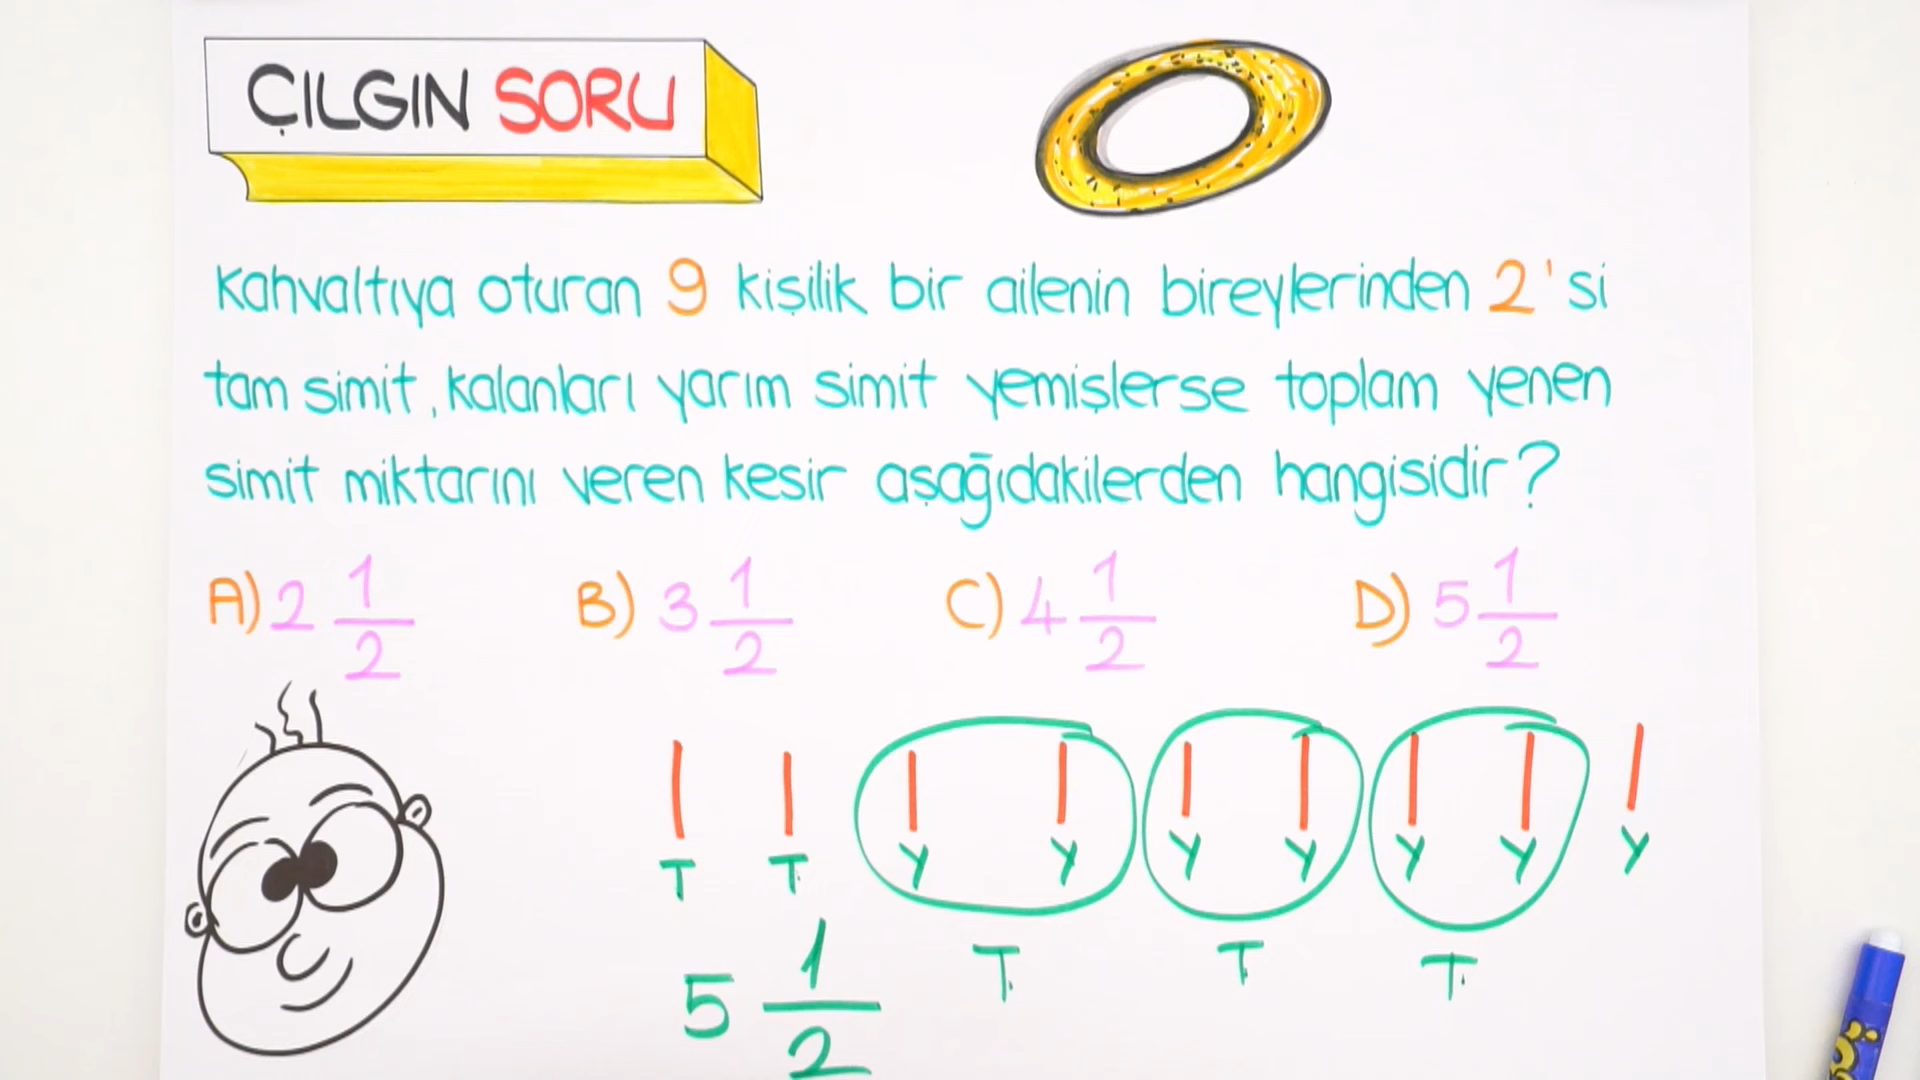 ÇILGIN SORU
Kahvaltıya oturan 9 kişilik bir ailenin bireylerinden 2'si
tam simit, kalanları yarım simit yemişlerse toplam yenen
simit miktarını veren kesir aşağıdakilerden hangisidir?
A) 2 1/2 B) 3 1/2 C) 4 1/2 D) 5 1/2
T T Y Y Y Y Y Y Y
T T T
5 1/2